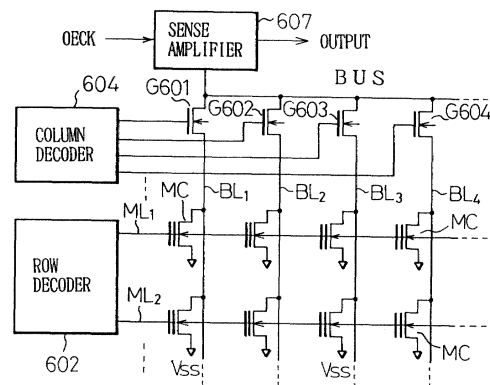 607
OECK
SENSE
AMPLIFIER
OUTPUT
BUS
604
G601
G602
G603
G604
COLUMN
DECODER
BL1
BL2
BL3
BL4
MC
ML1
MC
ROW
DECODER
ML2
MC
602
VSS
VSS